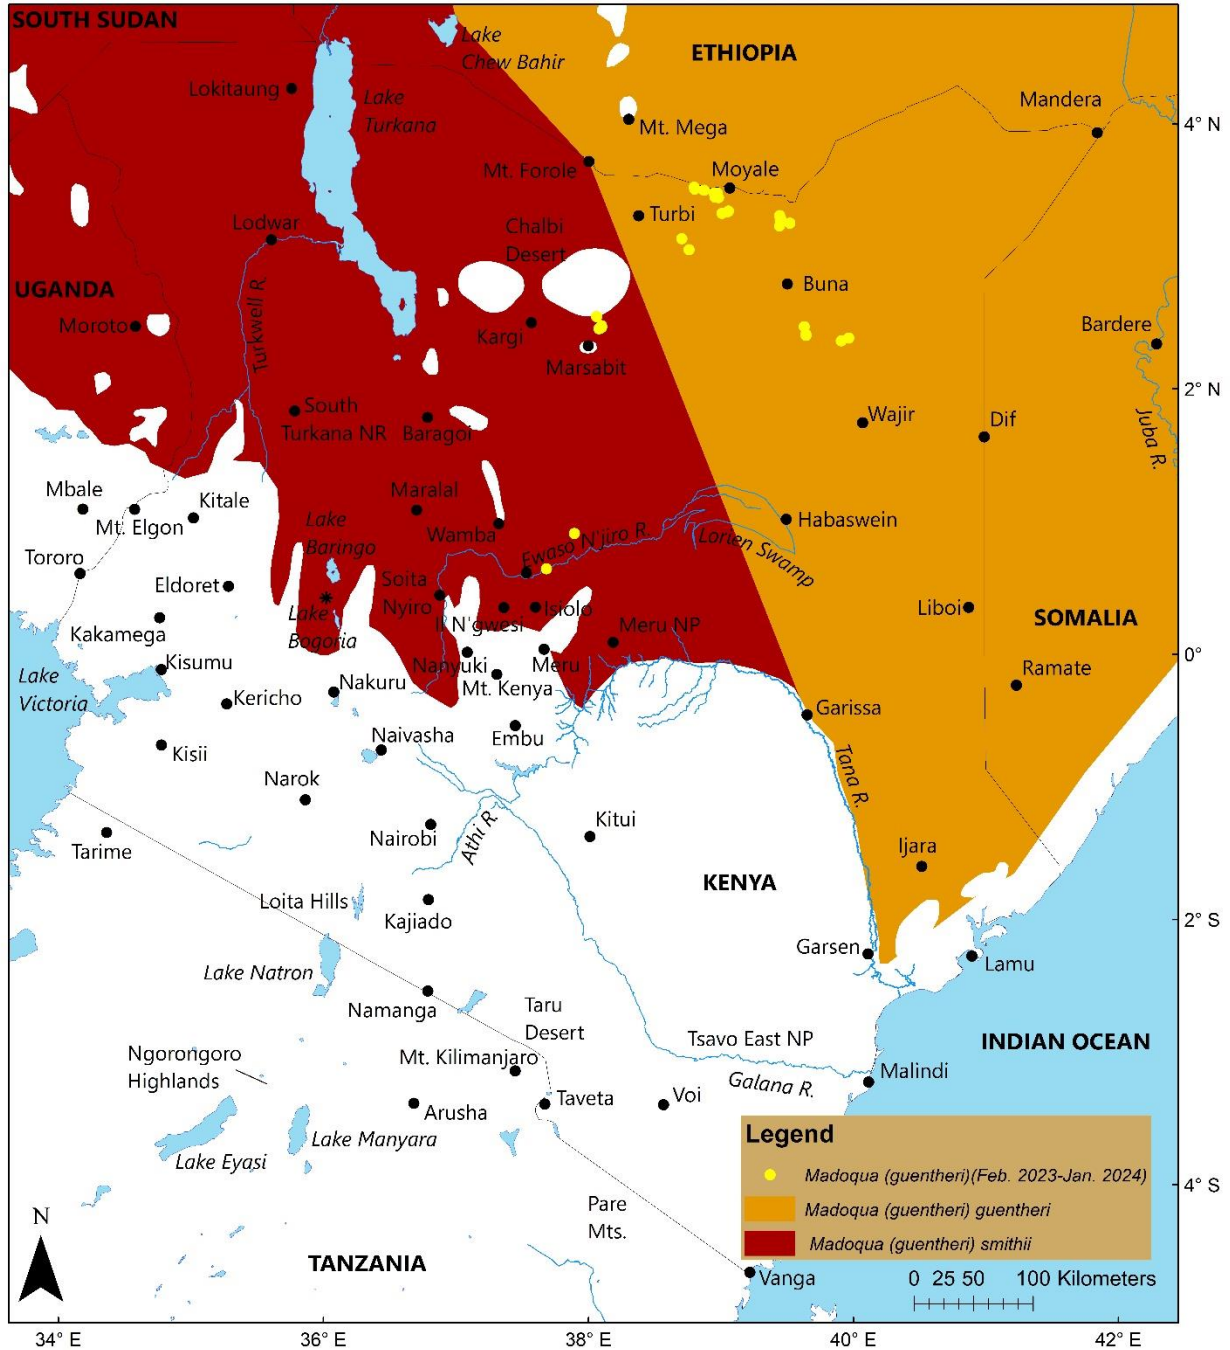 SOUTH SUDAN
Lake
Chew Bahir
ETHIOPIA
Lokitaung
Lake
Turkana
Mandera
4° N
Mt. Mega
Mt. Forole
Moyale
Turbi
Chalbi
Desert
Lodwar
UGANDA
Turkwell R.
Buna
Moroto
Kargi
Marsabit
Bardere
2° N
South
Turkana NR
Baragoi
Wajir
Dif
Juba R.
Mbale
Mt. Elgon
Kitale
Maralal
Lake
Baringo
Wamba
Ewaso N'jiro R.
Habaswein
Lorien Swamp
Tororo
Eldoret
Soita
Nyiro
Lake
Bogoria
Il N'gwesi
Isiolo
Liboi
SOMALIA
Kakamega
Meru NP
Kisumu
Nanyuki
Meru
0°
Lake
Victoria
Mt. Kenya
Ramate
Kericho
Nakuru
Garissa
Kisii
Naivasha
Embu
Tana R.
Narok
Tarime
Nairobi
Athi R.
Kitui
Ijara
Loita Hills
Kajiado
KENYA
2° S
Garsen
Lamu
Lake Natron
Namanga
Taru
Desert
Tsavo East NP
INDIAN OCEAN
Ngorongoro
Highlands
Mt. Kilimanjaro
Galana R.
Malindi
Arusha
Taveta
Voi
Lake Manyara
Lake Eyasi
Legend
Madoqua (guentheri)(Feb. 2023-Jan. 2024)
Madoqua (guentheri) guentheri
Madoqua (guentheri) smithii
4° S
Pare
Mts.
N
TANZANIA
Vanga
0 25 50 100 Kilometers
34° E 36° E 38° E 40° E 42° E